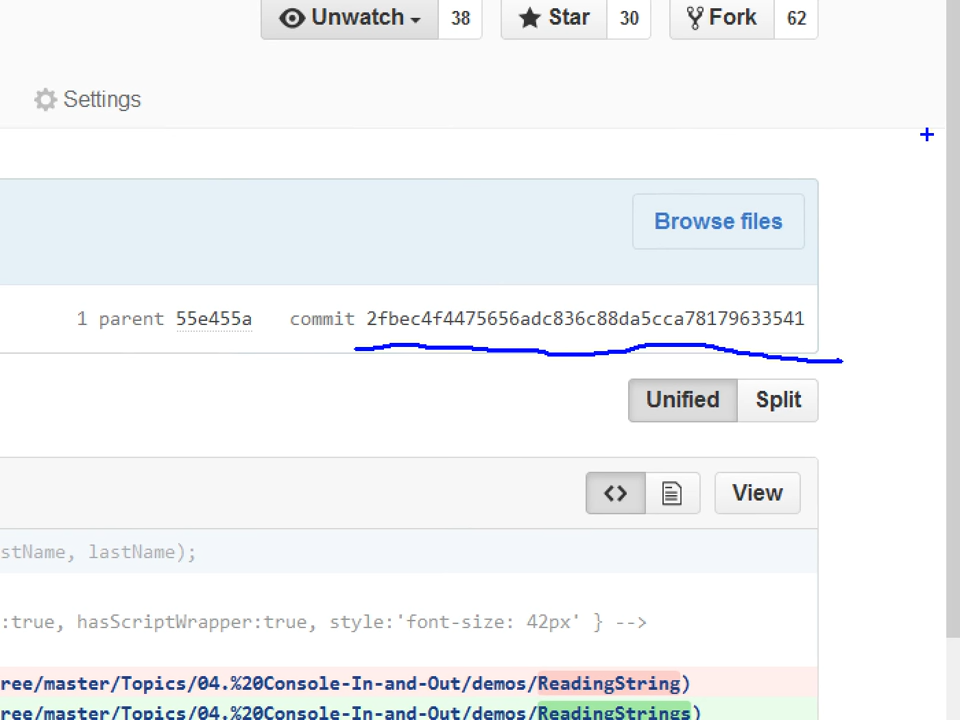 Unwatch 38 Star 30 Fork 62
Settings
Browse files
1 parent 55e455a commit 2fbec4f4475656adc836c88da5cca78179633541
Unified Split
<> View
stName, lastName);
:true, hasScriptWrapper:true, style:'font-size: 42px' } -->
ree/master/Topics/04.%20Console-In-and-Out/demos/ReadingString)
ree/master/Topics/04.%20Console-In-and-Out/demos/ReadingStrings)